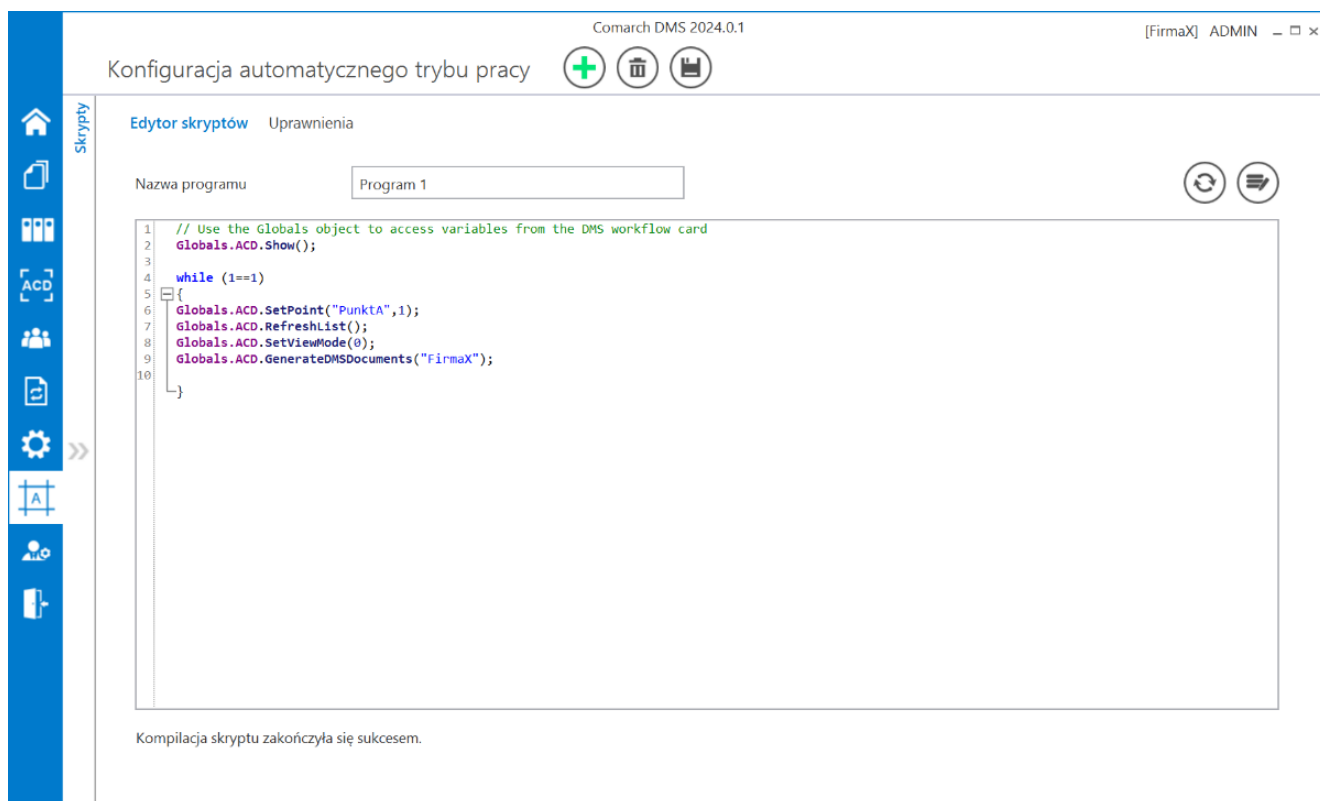 Comarch DMS 2024.0.1
[FirmaX] ADMIN
Konfiguracja automatycznego trybu pracy
Skrypty
Edytor skryptów Uprawnienia
Nazwa programu Program 1
1 // Use the Globals object to access variables from the DMS workflow card
2 Globals.ACD.Show();
3
4 while (1==1)
5 {
6 Globals.ACD.SetPoint("PunktA",1);
7 Globals.ACD.RefreshList();
8 Globals.ACD.SetViewMode(0);
9 Globals.ACD.GenerateDMSDocuments("FirmaX");
10
}
ACD
A
Kompilacja skryptu zakończyła się sukcesem.